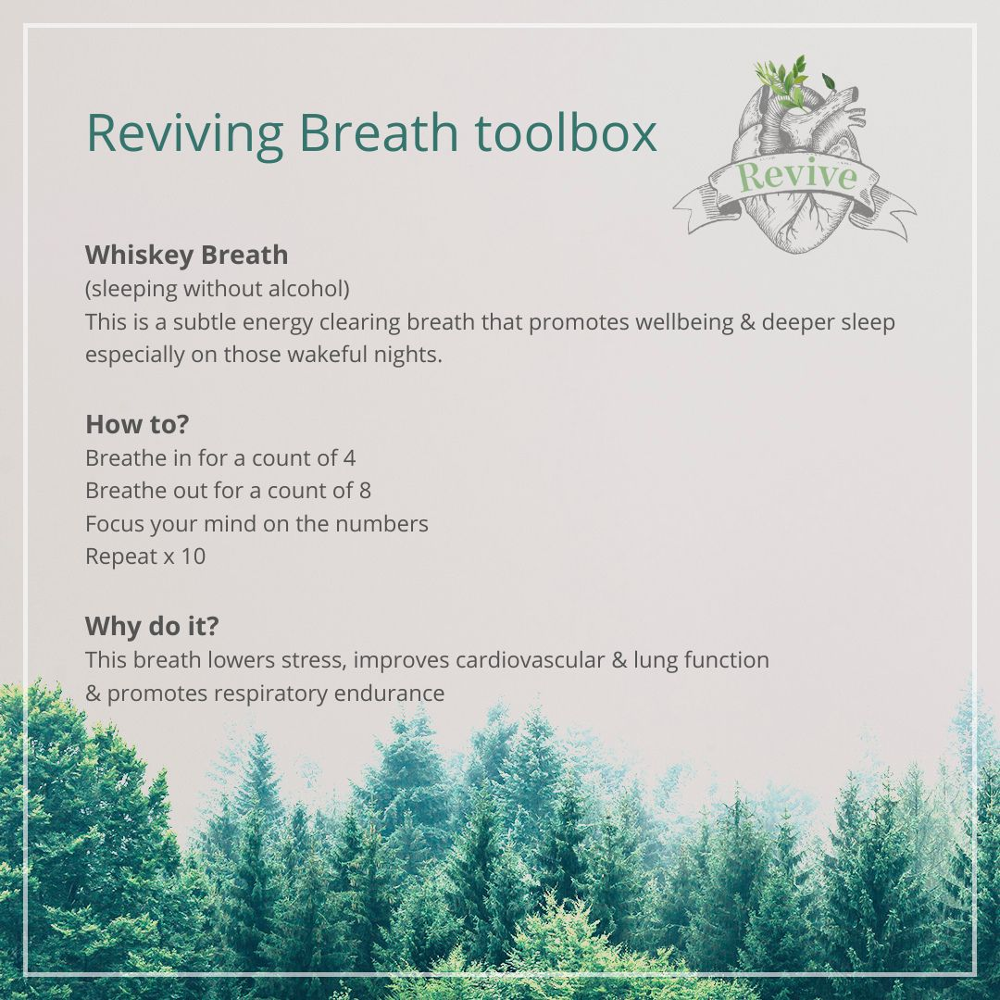 Reviving Breath toolbox
Revive
Whiskey Breath
(sleeping without alcohol)
This is a subtle energy clearing breath that promotes wellbeing & deeper sleep
especially on those wakeful nights.
How to?
Breathe in for a count of 4
Breathe out for a count of 8
Focus your mind on the numbers
Repeat x 10
Why do it?
This breath lowers stress, improves cardiovascular & lung function
& promotes respiratory endurance